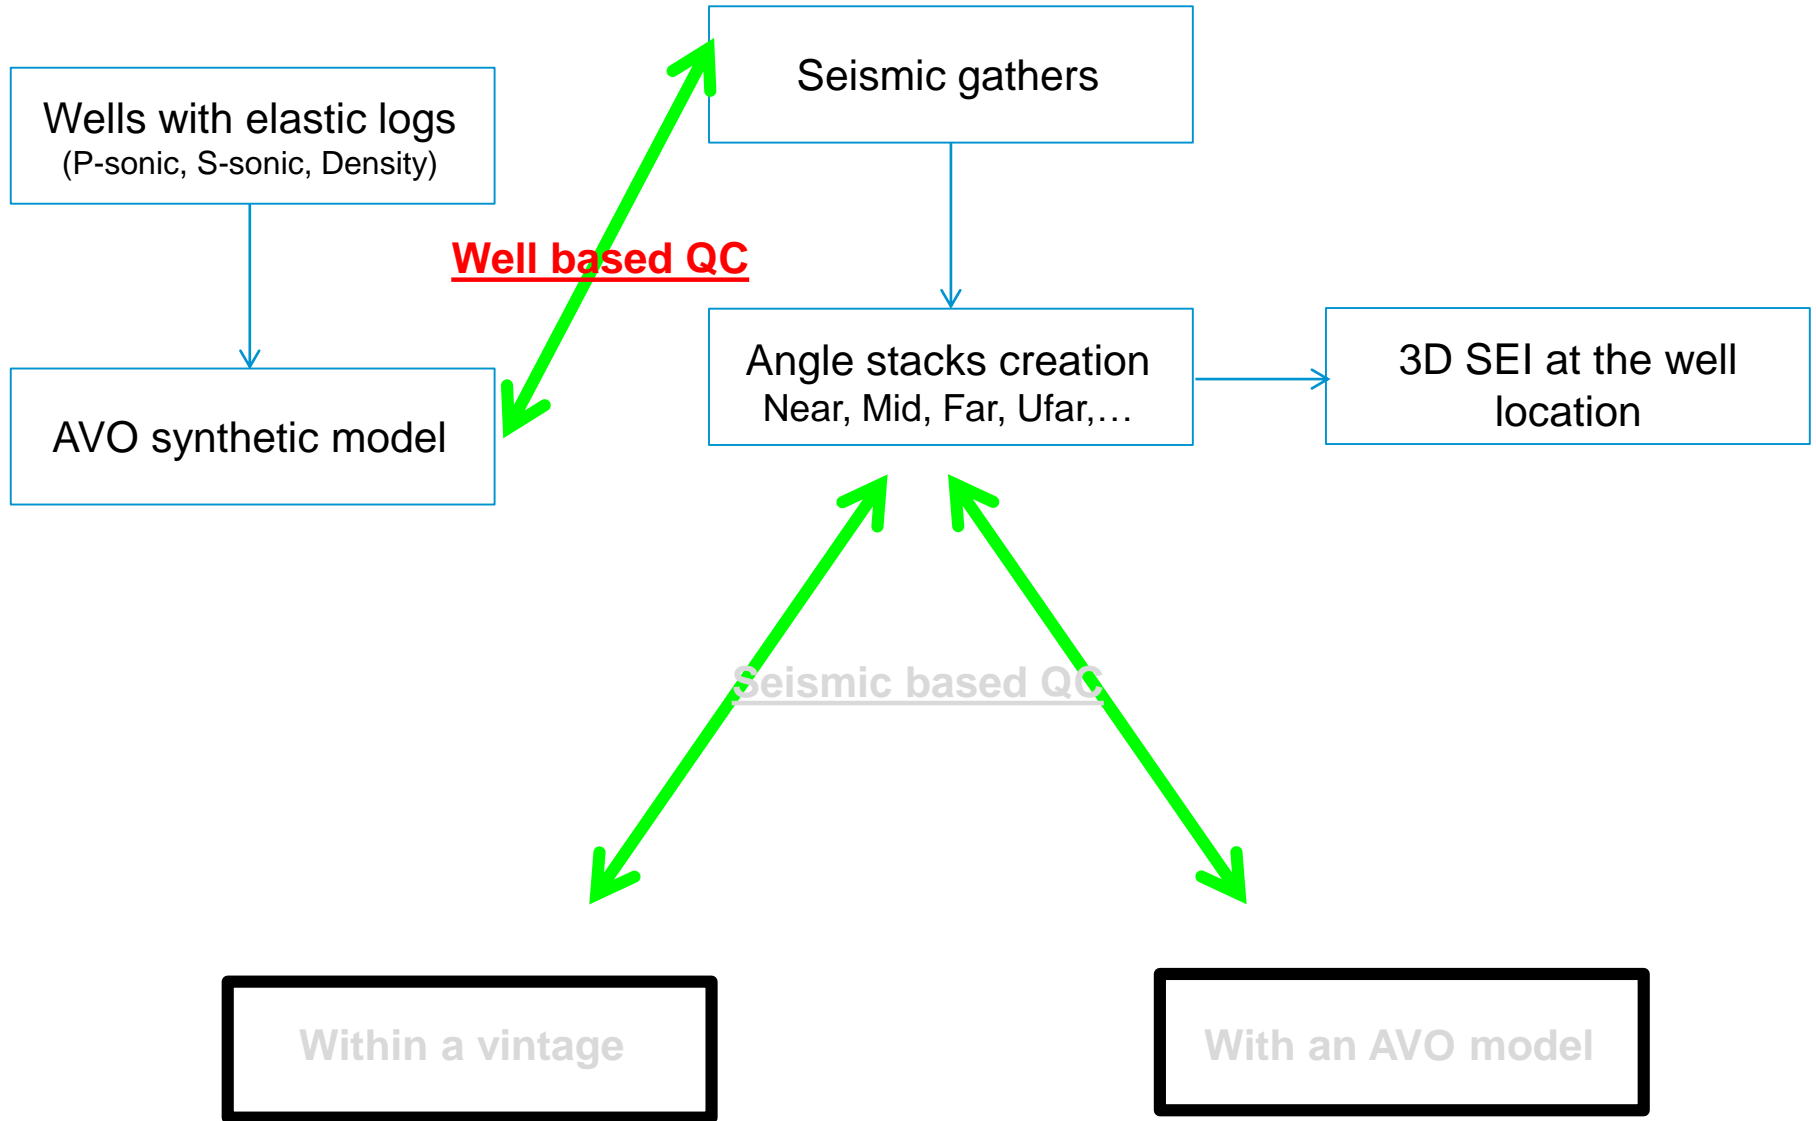 Seismic gathers
Wells with elastic logs
(P-sonic, S-sonic, Density)
Well based QC
Angle stacks creation
Near, Mid, Far, Ufar,…
3D SEI at the well
location
AVO synthetic model
Seismic based QC
Within a vintage
With an AVO model